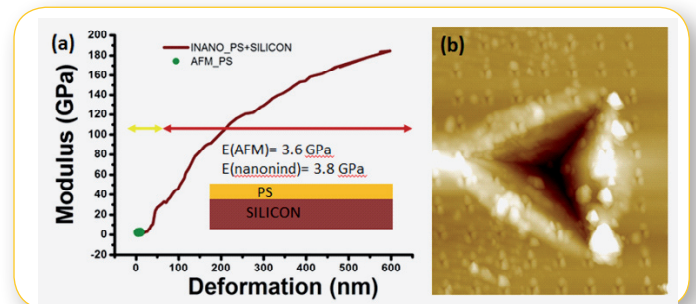 (a)
200
180
160
140
120
100
80
60
40
20
0
-20
Modulus (GPa)
INANO_PS+SILICON
AFM_PS
E(AFM)= 3.6 GPa
E(nanonind)= 3.8 GPa
PS
SILICON
0 100 200 300 400 500 600
Deformation (nm)
(b)